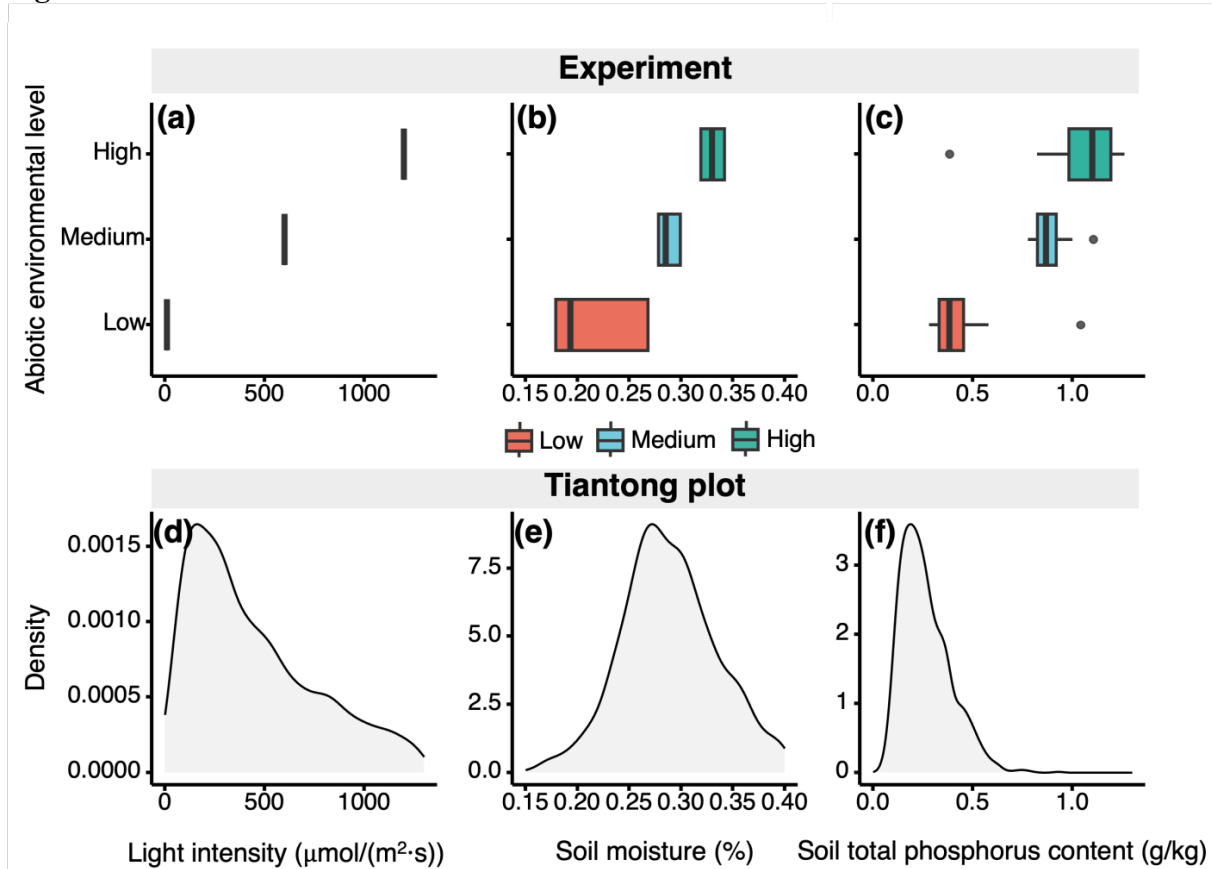 Experiment
Abiotic environmental level
(a) (b) (c)
High
Medium
Low
0 500 1000
0.15 0.20 0.25 0.30 0.35 0.40
0.0 1.0
Low Medium High
Tiantong plot
Density
(d) (e) (f)
0.0015
0.0010
0.0005
0.0000
7.5
5.0
2.5
0.0
3
2
1
0
0 500 1000
0.15 0.20 0.25 0.30 0.35 0.40
0.0 0.5 1.0
Light intensity (μmol/(m²·s))
Soil moisture (%)
Soil total phosphorus content (g/kg)